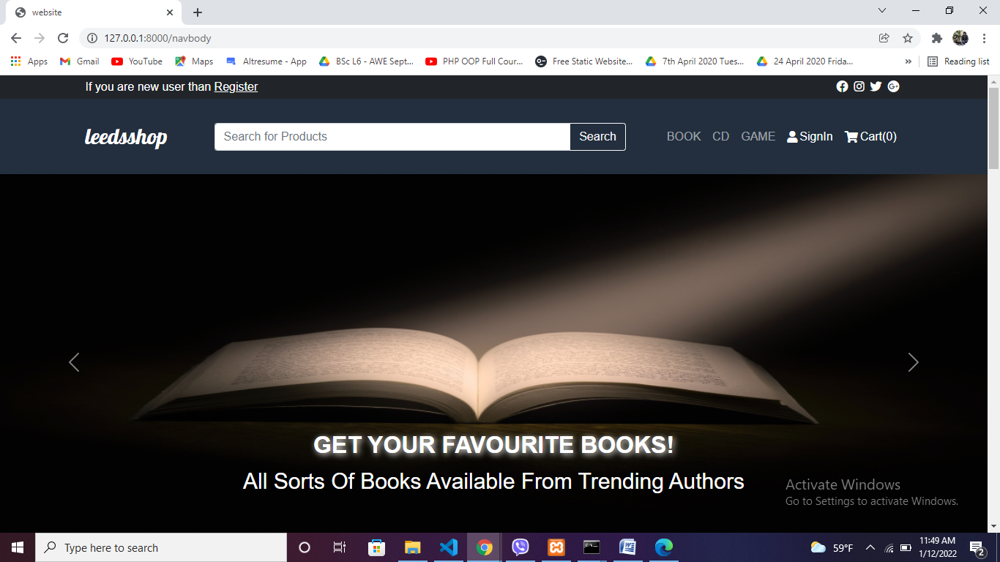 website
127.0.0.1:8000/navbody
Apps Gmail YouTube Maps Altresume - App BSc L6 - AWE Sept... PHP OOP Full Cour... Free Static Website... 7th April 2020 Tues... 24 April 2020 Frida... » Reading list
If you are new user than Register
leedsshop
Search for Products Search BOOK CD GAME SignIn Cart(0)
GET YOUR FAVOURITE BOOKS!
All Sorts Of Books Available From Trending Authors
Activate Windows
Go to Settings to activate Windows.
Type here to search
59°F
11:49 AM
1/12/2022
2